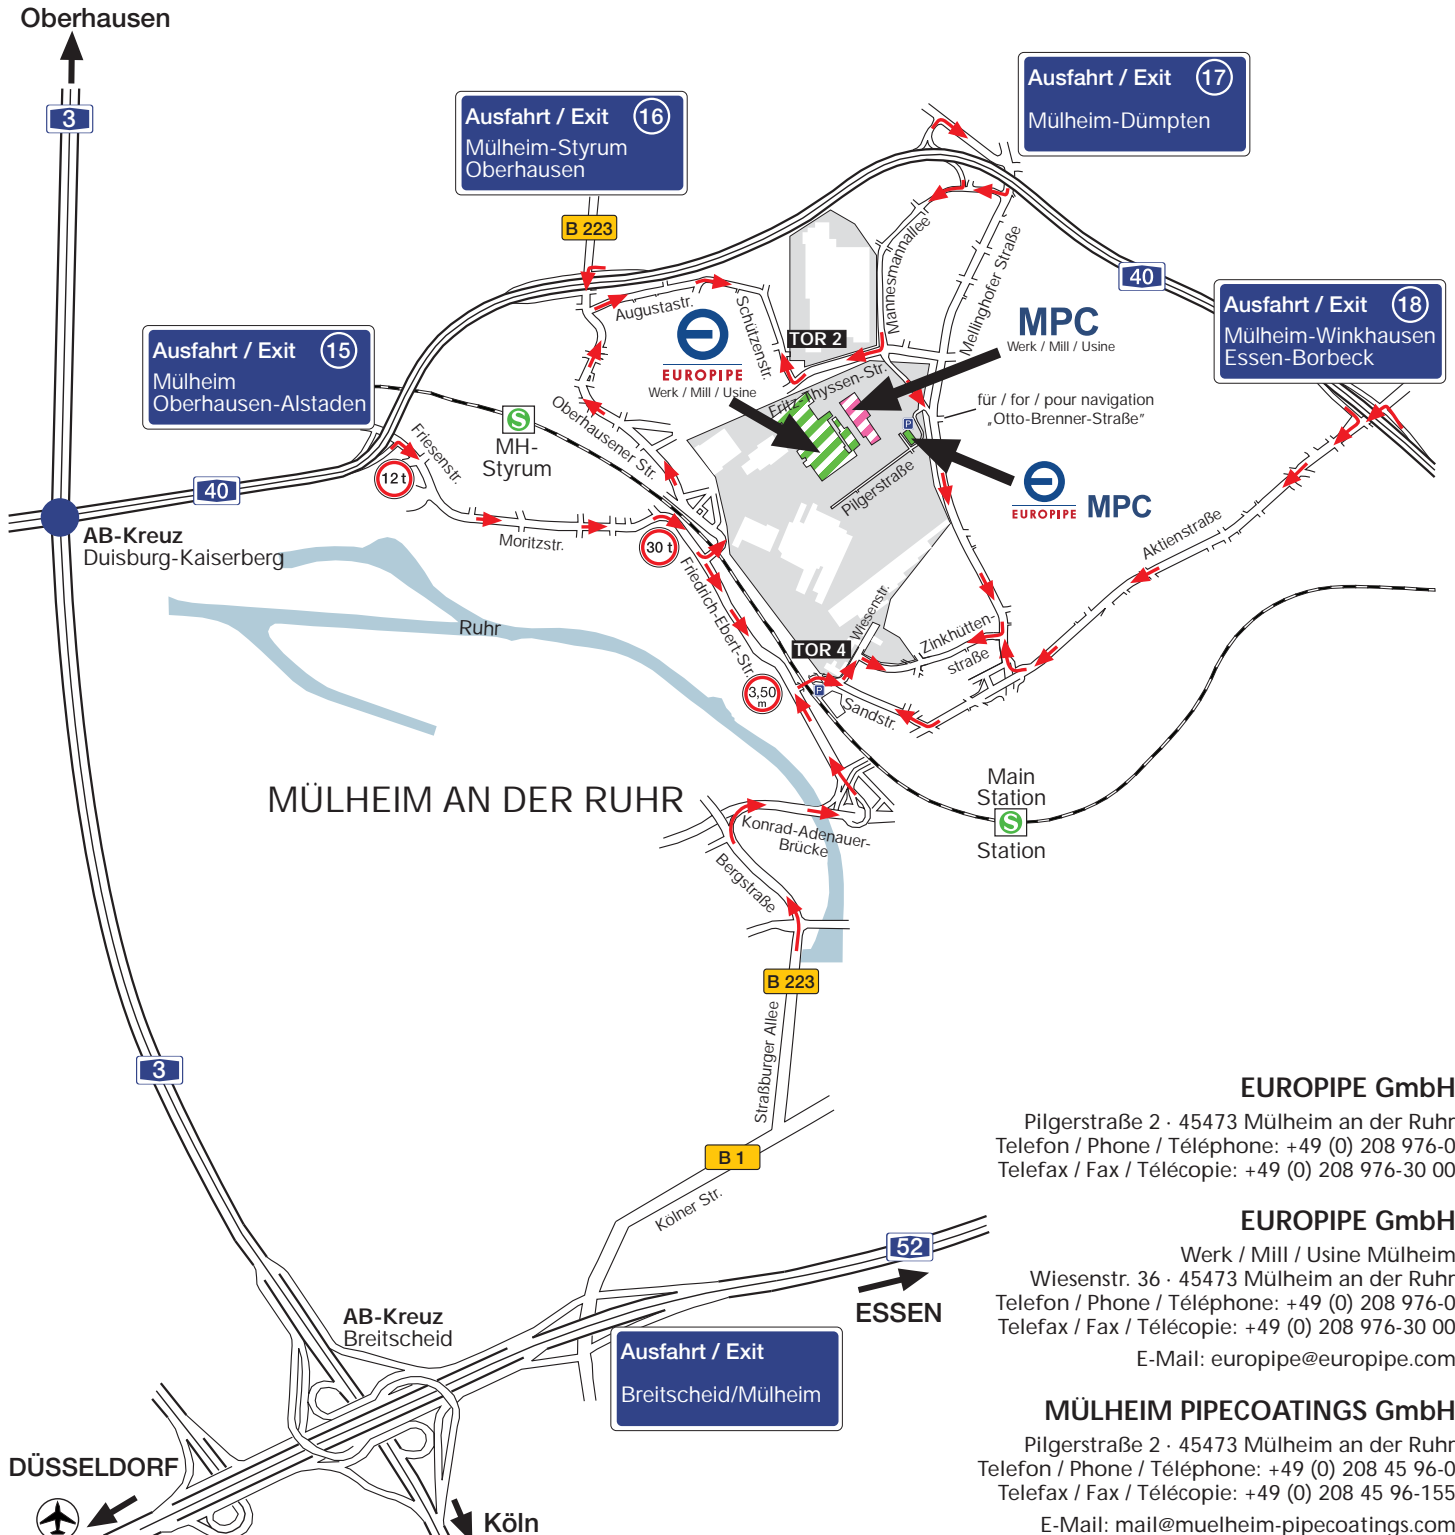 Oberhausen
3
Ausfahrt / Exit 16
Mülheim-Styrum
Oberhausen
B 223
Ausfahrt / Exit 17
Mülheim-Dümpten
40
Ausfahrt / Exit 18
Mülheim-Winkhausen
Essen-Borbeck
Ausfahrt / Exit 15
Mülheim
Oberhausen-Alstaden
Augustastr.
Schützenstr.
Mannesmannallee
Mellinghofer Straße
TOR 2
EUROPIPE
Werk / Mill / Usine
MPC
Werk / Mill / Usine
Fritz-Thyssen-Str.
für / for / pour navigation
„Otto-Brenner-Straße“
P
Pilgerstraße
EUROPIPE MPC
S
MH-
Styrum
Oberhausener Str.
Friesenstr.
12 t
40
AB-Kreuz
Duisburg-Kaiserberg
Moritzstr.
30 t
Friedrich-Ebert-Str.
Aktienstraße
Ruhr
Wiesenstr.
Zinkhütten-
straße
TOR 4
P
3,50
m
Sandstr.
MÜLHEIM AN DER RUHR
Main
Station
S
Station
Konrad-Adenauer-
Brücke
Bergstraße
B 223
Straßburger Allee
3
B 1
Kölner Str.
52
ESSEN
AB-Kreuz
Breitscheid
Ausfahrt / Exit
Breitscheid/Mülheim
DÜSSELDORF
Köln
EUROPIPE GmbH
Pilgerstraße 2 · 45473 Mülheim an der Ruhr
Telefon / Phone / Téléphone: +49 (0) 208 976-0
Telefax / Fax / Télécopie: +49 (0) 208 976-30 00
EUROPIPE GmbH
Werk / Mill / Usine Mülheim
Wiesenstr. 36 · 45473 Mülheim an der Ruhr
Telefon / Phone / Téléphone: +49 (0) 208 976-0
Telefax / Fax / Télécopie: +49 (0) 208 976-30 00
E-Mail: europipe@europipe.com
MÜLHEIM PIPECOATINGS GmbH
Pilgerstraße 2 · 45473 Mülheim an der Ruhr
Telefon / Phone / Téléphone: +49 (0) 208 45 96-0
Telefax / Fax / Télécopie: +49 (0) 208 45 96-155
E-Mail: mail@muelheim-pipecoatings.com